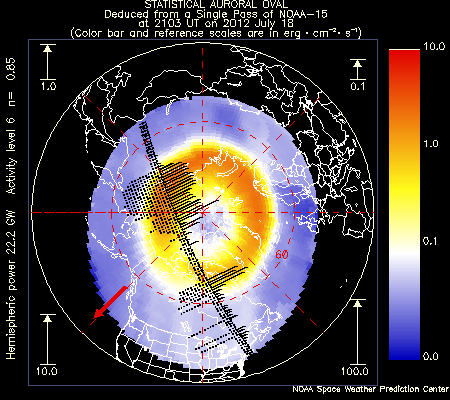 STATISTICAL AURORAL OVAL
Deduced from a Single Pass of NOAA-15
at 2103 UT on 2012 July 18
(Color bar and reference scales are in erg · cm⁻² · s⁻¹)
Hemispheric power 22.2 GW Activity level 6 n= 0.85
1.0
0.1
10.0
100.0
60
10.0
1.0
0.1
0.0
NOAA Space Weather Prediction Center